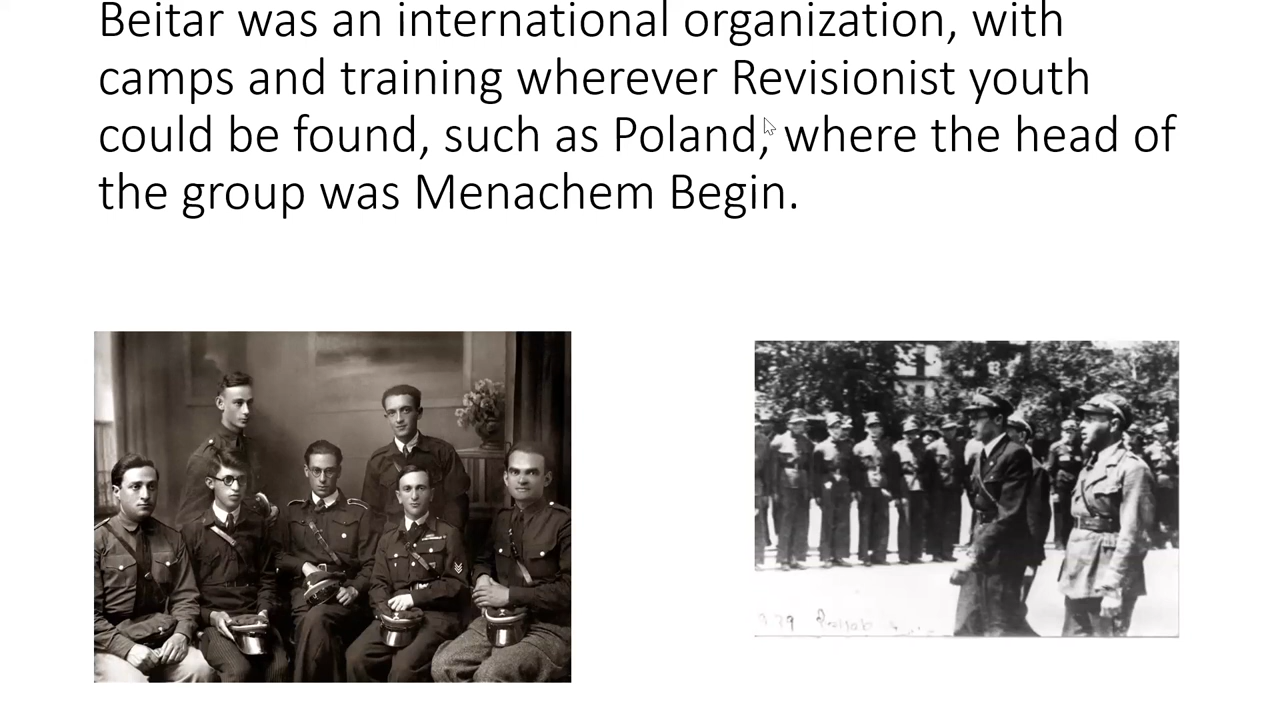 Beitar was an international organization, with
camps and training wherever Revisionist youth
could be found, such as Poland, where the head of
the group was Menachem Begin.